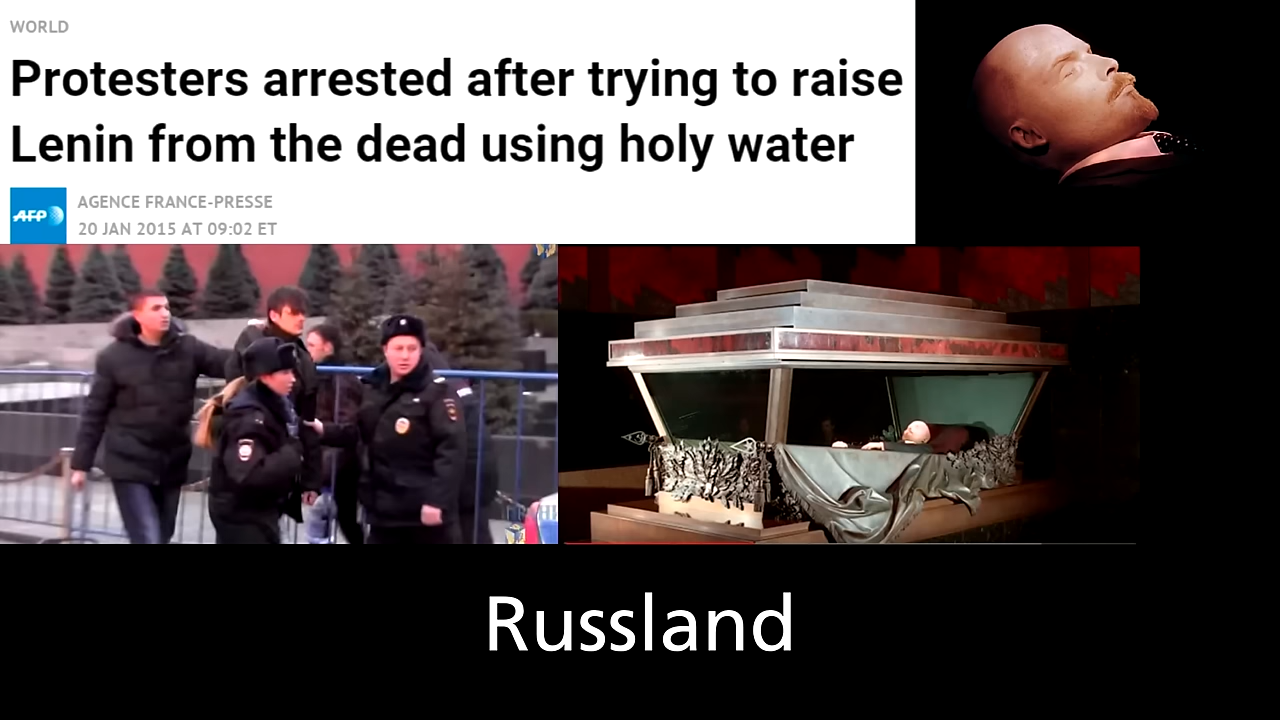 WORLD
Protesters arrested after trying to raise
Lenin from the dead using holy water
AFP
AGENCE FRANCE-PRESSE
20 JAN 2015 AT 09:02 ET
Russland